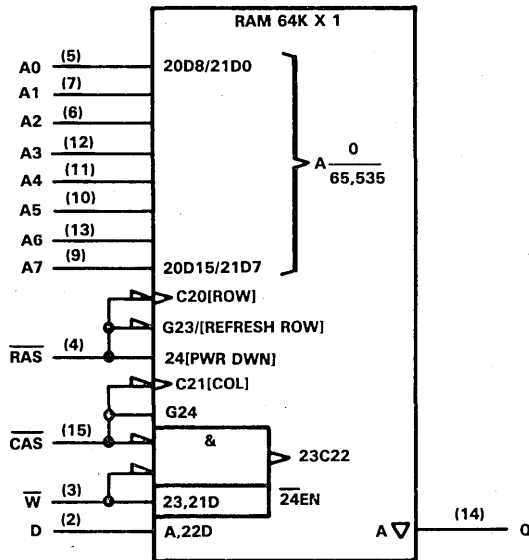 RAM 64K X 1
A0 (5) 20D8/21D0
A1 (7)
A2 (6)
A3 (12)
A 0
65,535
A4 (11)
A5 (10)
A6 (13)
A7 (9) 20D15/21D7
C20[ROW]
G23/[REFRESH ROW]
RAS (4) 24[PWR DWN]
C21[COL]
G24
CAS (15) & 23C22
W (3) 23,21D 24EN
D (2) A,22D A ▽ (14) Q